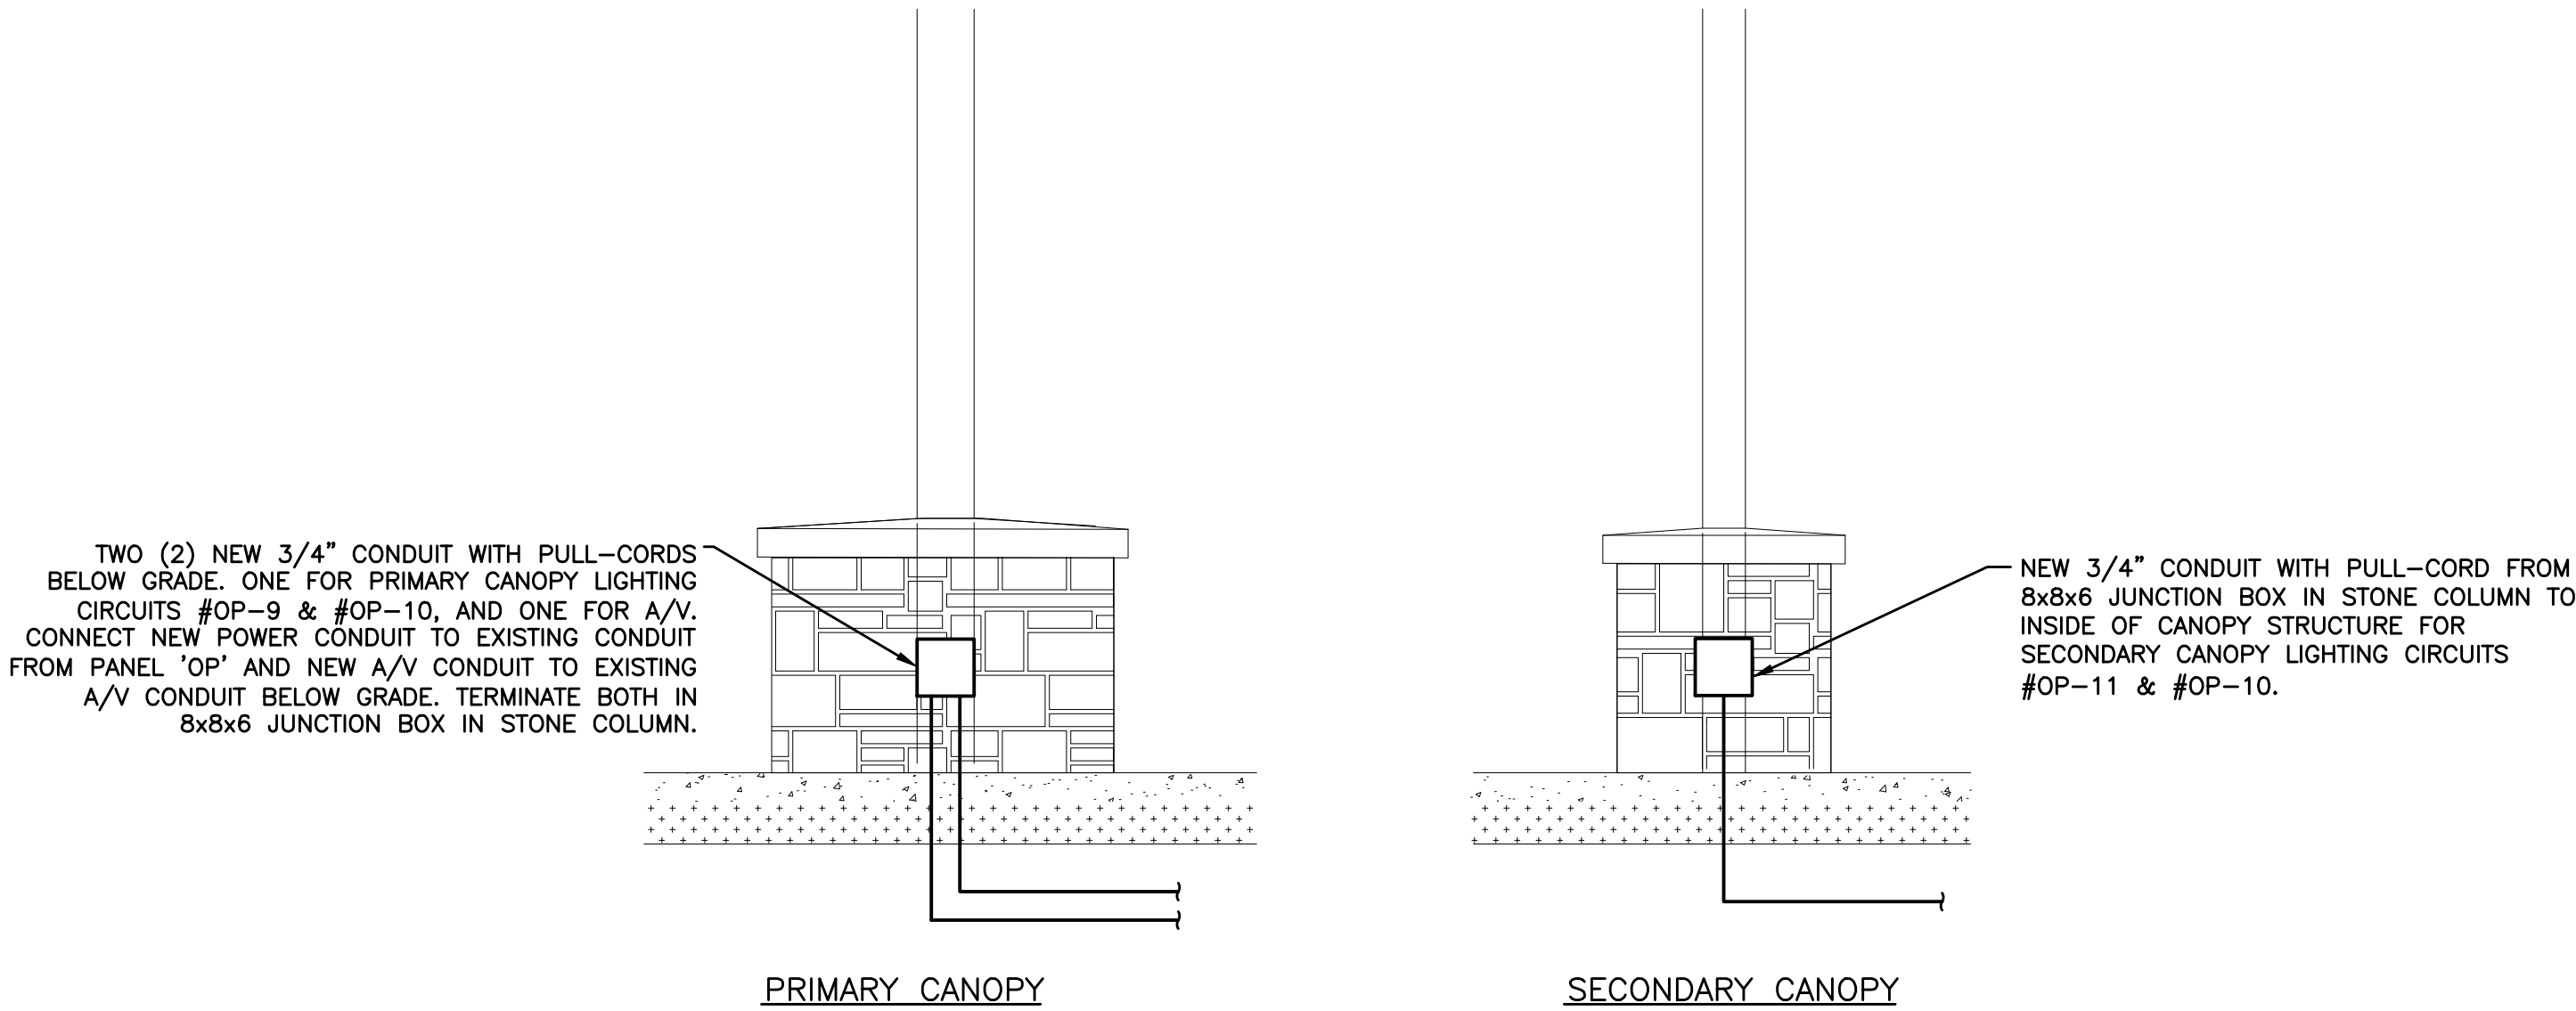 TWO (2) NEW 3/4" CONDUIT WITH PULL-CORDS
BELOW GRADE. ONE FOR PRIMARY CANOPY LIGHTING
CIRCUITS #OP-9 & #OP-10, AND ONE FOR A/V.
CONNECT NEW POWER CONDUIT TO EXISTING CONDUIT
FROM PANEL 'OP' AND NEW A/V CONDUIT TO EXISTING
A/V CONDUIT BELOW GRADE. TERMINATE BOTH IN
8x8x6 JUNCTION BOX IN STONE COLUMN.
NEW 3/4" CONDUIT WITH PULL-CORD FROM
8x8x6 JUNCTION BOX IN STONE COLUMN TO
INSIDE OF CANOPY STRUCTURE FOR
SECONDARY CANOPY LIGHTING CIRCUITS
#OP-11 & #OP-10.
PRIMARY CANOPY
SECONDARY CANOPY